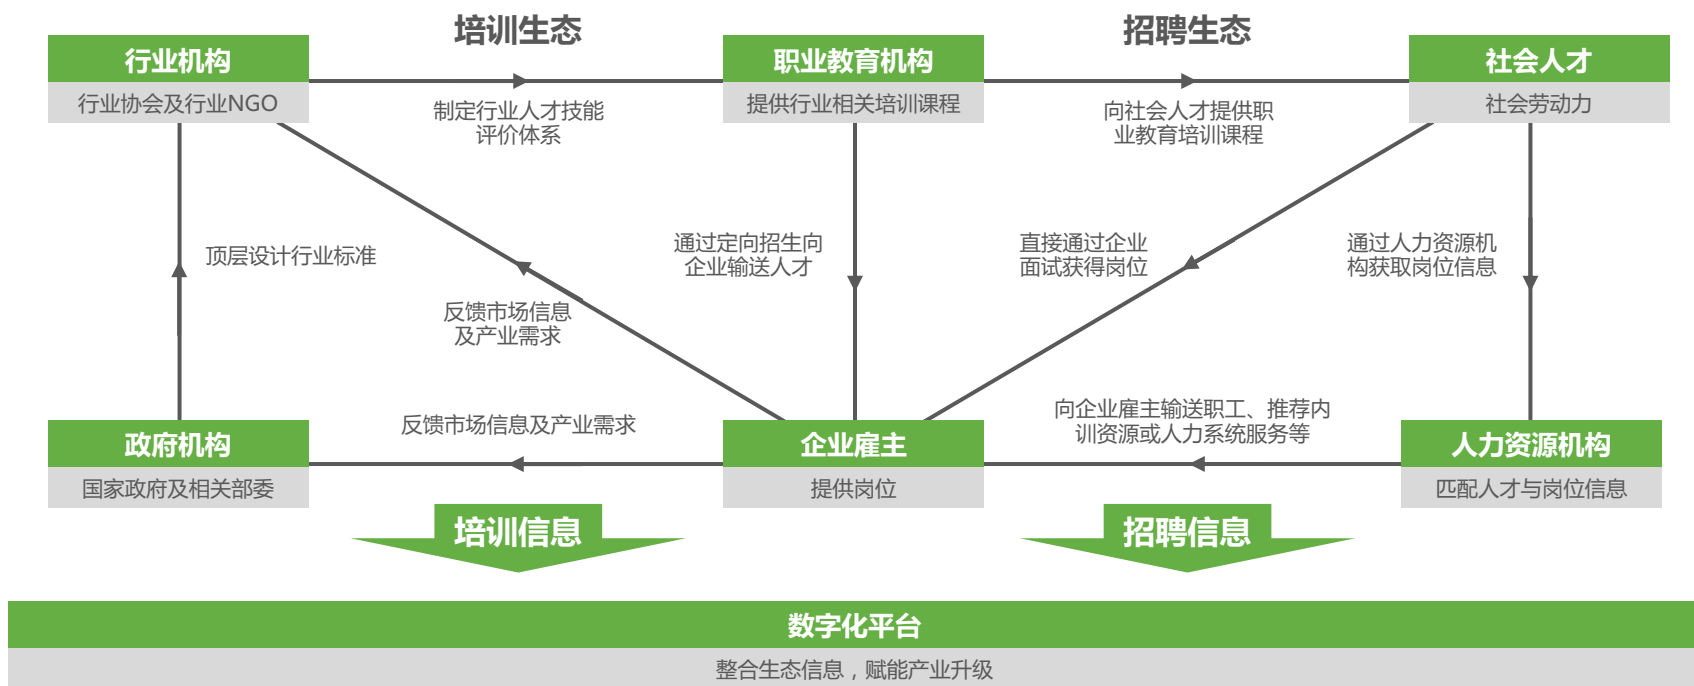 培训生态
招聘生态
行业机构
行业协会及行业NGO
职业教育机构
提供行业相关培训课程
社会人才
社会劳动力
制定行业人才技能
评价体系
向社会人才提供职
业教育培训课程
顶层设计行业标准
反馈市场信息
及产业需求
通过定向招生向
企业输送人才
直接通过企业
面试获得岗位
通过人力资源机
构获取岗位信息
反馈市场信息及产业需求
向企业雇主输送职工、推荐内
训资源或人力系统服务等
政府机构
国家政府及相关部委
企业雇主
提供岗位
人力资源机构
匹配人才与岗位信息
培训信息
招聘信息
数字化平台
整合生态信息，赋能产业升级